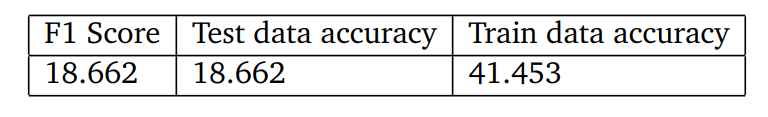 F1 Score Test data accuracy Train data accuracy
18.662 18.662 41.453